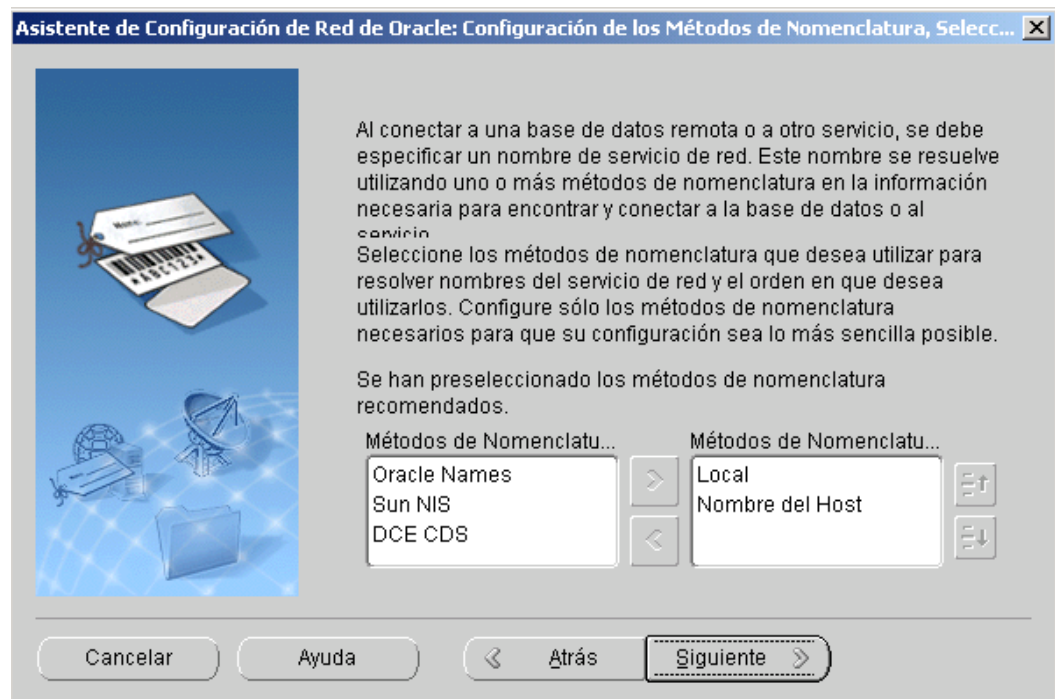 Asistente de Configuración de Red de Oracle: Configuración de los Métodos de Nomenclatura, Selecc...
Al conectar a una base de datos remota o a otro servicio, se debe
especificar un nombre de servicio de red. Este nombre se resuelve
utilizando uno o más métodos de nomenclatura en la información
necesaria para encontrar y conectar a la base de datos o al
servicio.
Seleccione los métodos de nomenclatura que desea utilizar para
resolver nombres del servicio de red y el orden en que desea
utilizarlos. Configure sólo los métodos de nomenclatura
necesarios para que su configuración sea lo más sencilla posible.
Se han preseleccionado los métodos de nomenclatura
recomendados.
Métodos de Nomenclatu...
Oracle Names
Sun NIS
DCE CDS
Métodos de Nomenclatu...
Local
Nombre del Host
Cancelar
Ayuda
Atrás
Siguiente